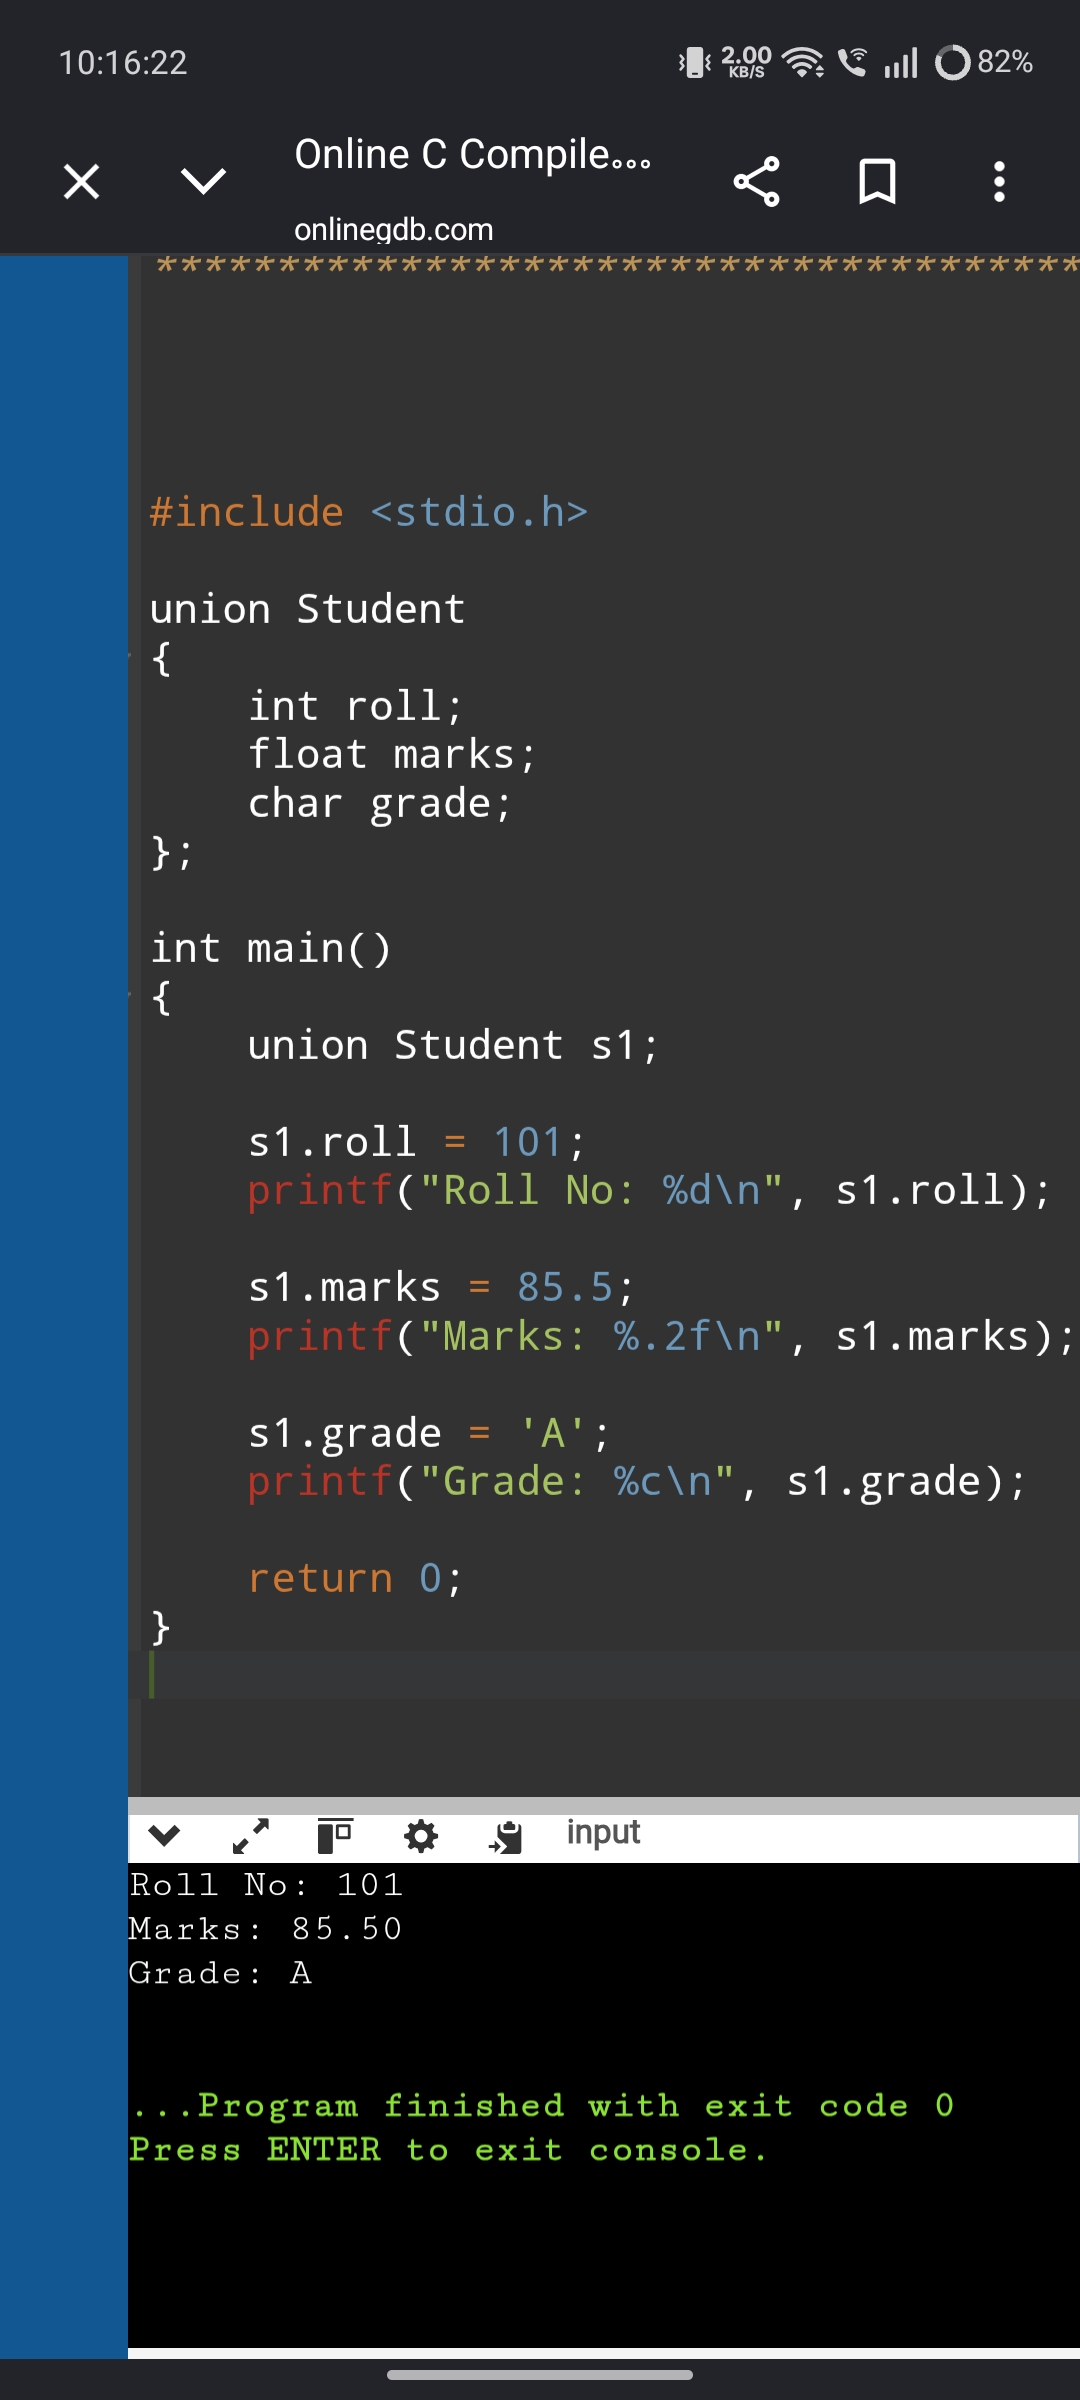 10:16:22
2.00 KB/S 82%
Online C Compile...
onlinegdb.com
**************************************
#include <stdio.h>
union Student
{
    int roll;
    float marks;
    char grade;
};
int main()
{
    union Student s1;
    s1.roll = 101;
    printf("Roll No: %d\n", s1.roll);
    s1.marks = 85.5;
    printf("Marks: %.2f\n", s1.marks);
    s1.grade = 'A';
    printf("Grade: %c\n", s1.grade);
    return 0;
}
input
Roll No: 101
Marks: 85.50
Grade: A
...Program finished with exit code 0
Press ENTER to exit console.